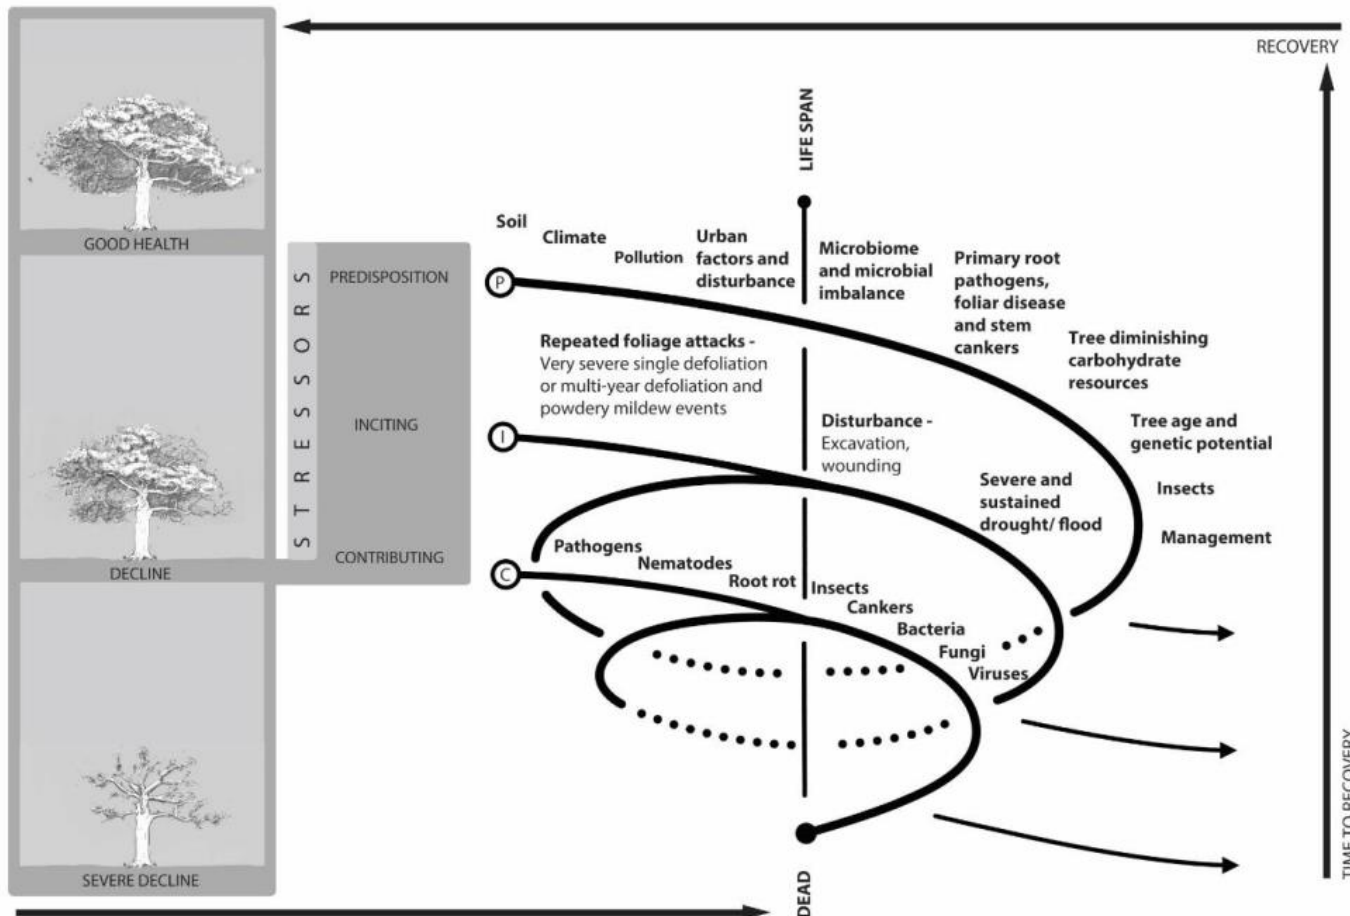 RECOVERY
LIFE SPAN
GOOD HEALTH
DECLINE
SEVERE DECLINE
STRESSORS
PREDISPOSITION
INCITING
CONTRIBUTING
P
Soil
Climate
Pollution
Urban
factors and
disturbance
Microbiome
and microbial
imbalance
Primary root
pathogens,
foliar disease
and stem
cankers
Tree diminishing
carbohydrate
resources
Tree age and
genetic potential
Insects
Management
I
Repeated foliage attacks -
Very severe single defoliation
or multi-year defoliation and
powdery mildew events
Disturbance -
Excavation,
wounding
Severe and
sustained
drought/ flood
C
Pathogens
Nematodes
Root rot
Insects
Cankers
Bacteria
Fungi
Viruses
DEAD
TIME TO RECOVERY